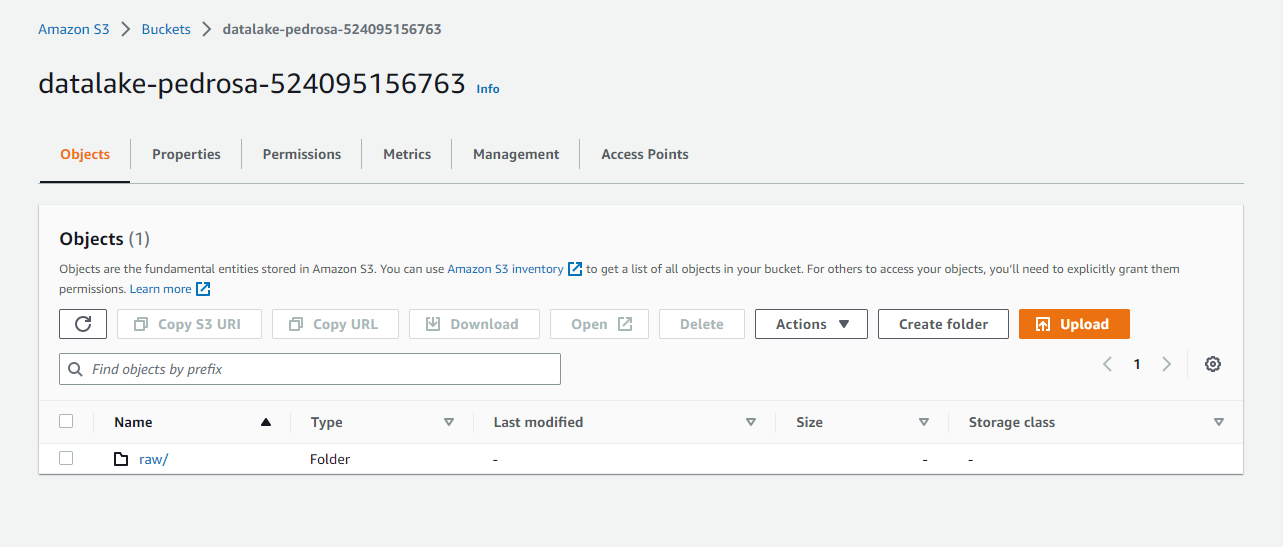 Amazon S3 > Buckets > datalake-pedrosa-524095156763
datalake-pedrosa-524095156763 Info
Objects Properties Permissions Metrics Management Access Points
Objects (1)
Objects are the fundamental entities stored in Amazon S3. You can use Amazon S3 inventory to get a list of all objects in your bucket. For others to access your objects, you'll need to explicitly grant them
permissions. Learn more
Copy S3 URI Copy URL Download Open Delete Actions Create folder Upload
Find objects by prefix
1
Name Type Last modified Size Storage class
raw/ Folder - - -